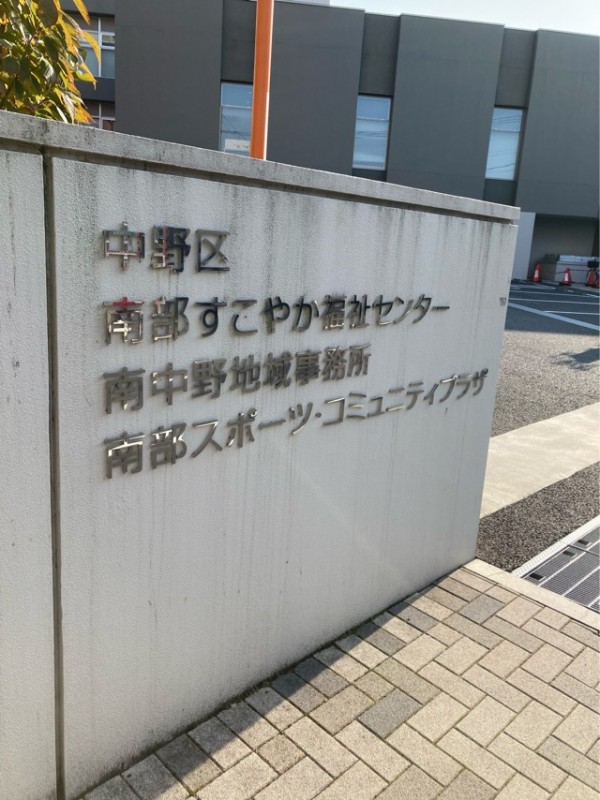 中野区
南部すこやか福祉センター
南中野地域事務所
南部スポーツ・コミュニティプラザ